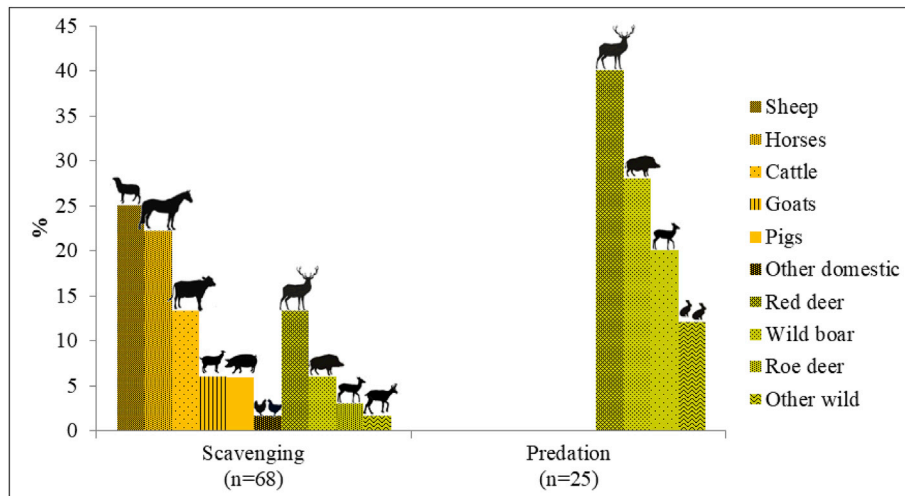 45
40
35
30
25
20
15
10
5
0
%
Scavenging
(n=68)
Predation
(n=25)
Sheep
Horses
Cattle
Goats
Pigs
Other domestic
Red deer
Wild boar
Roe deer
Other wild